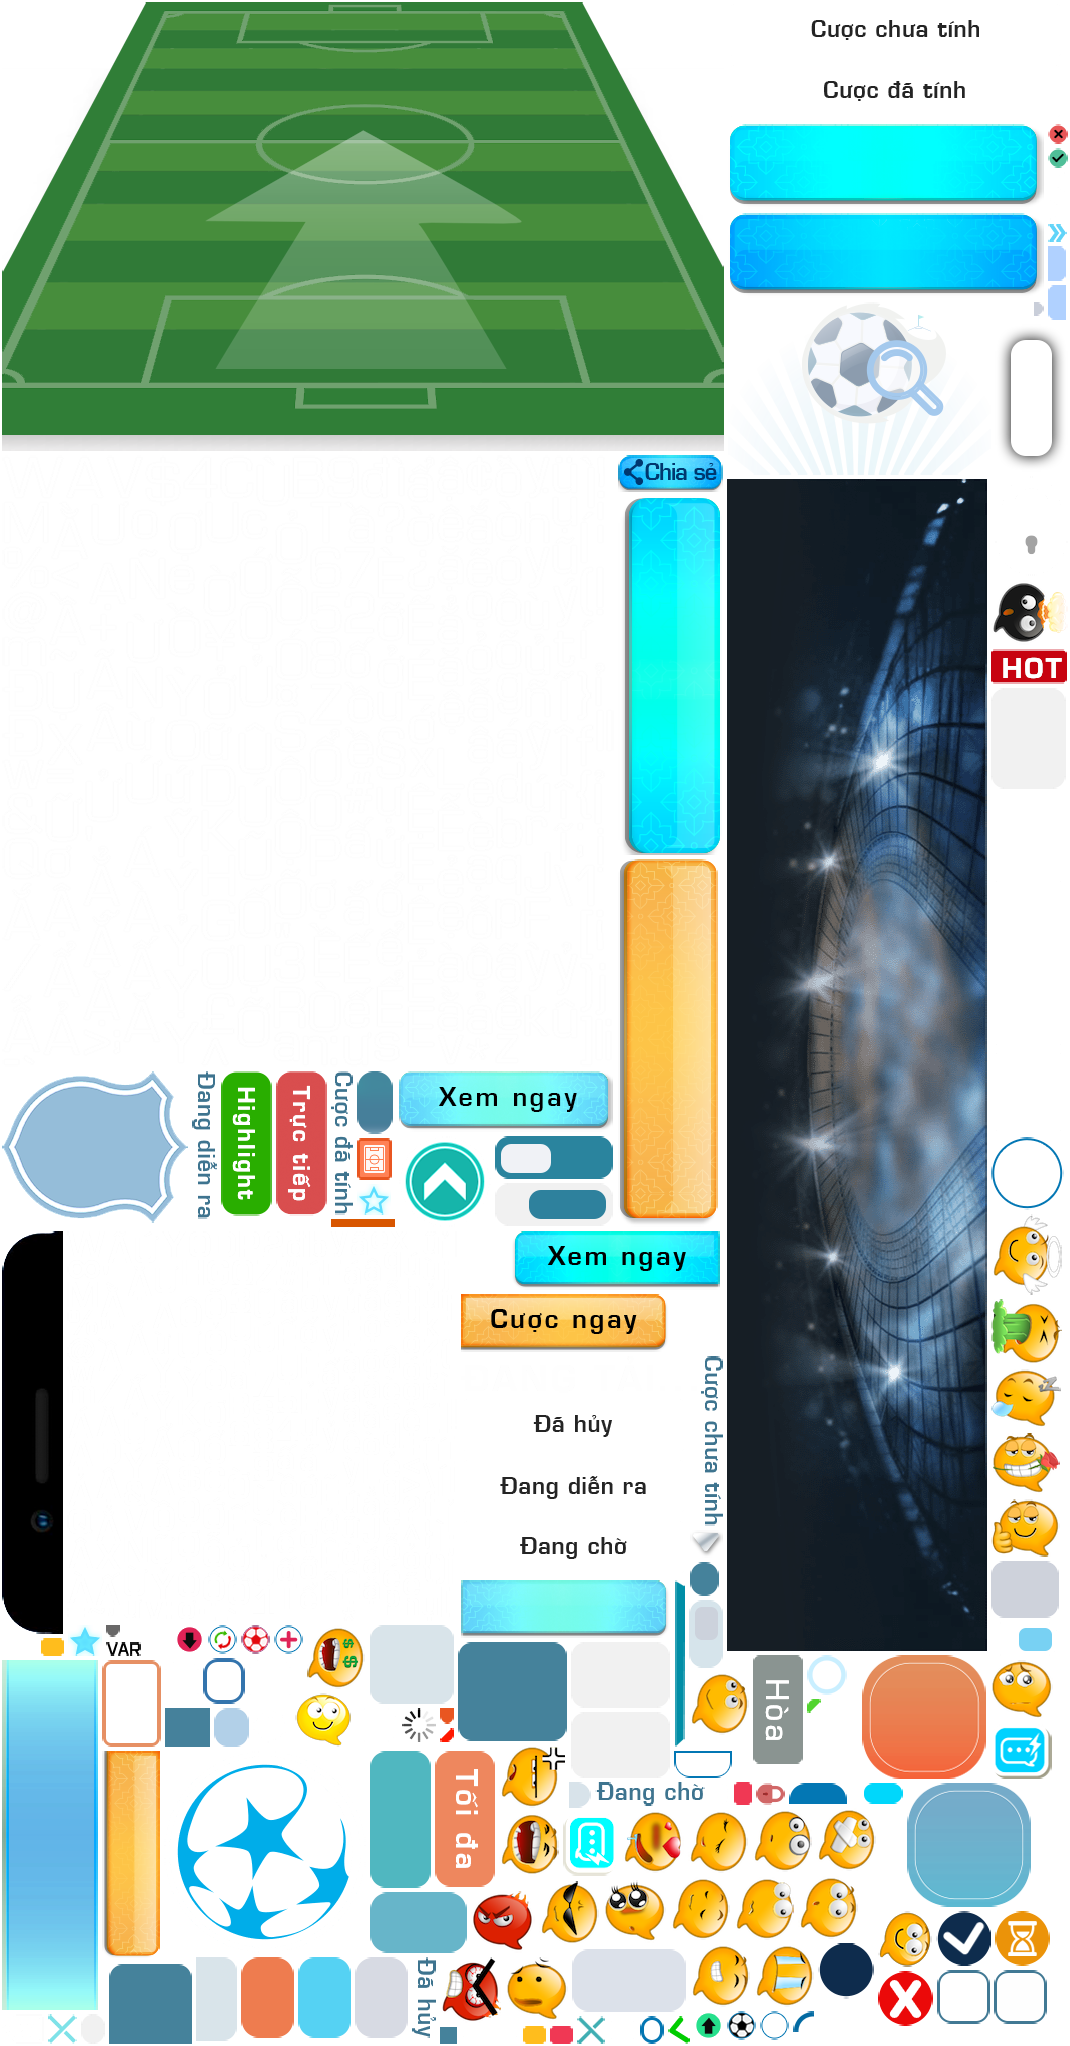 Cược chưa tính
Cược đã tính
Chia sẻ
HOT
Đang diễn ra
Highlight
Trực tiếp
Cược đã tính
Xem ngay
Xem ngay
Cược ngay
Cược chưa tính
Đã hủy
Đang diễn ra
Đang chờ
VAR
$ $
z z
Hòa
Tối đa
Đang chờ
Đã hủy